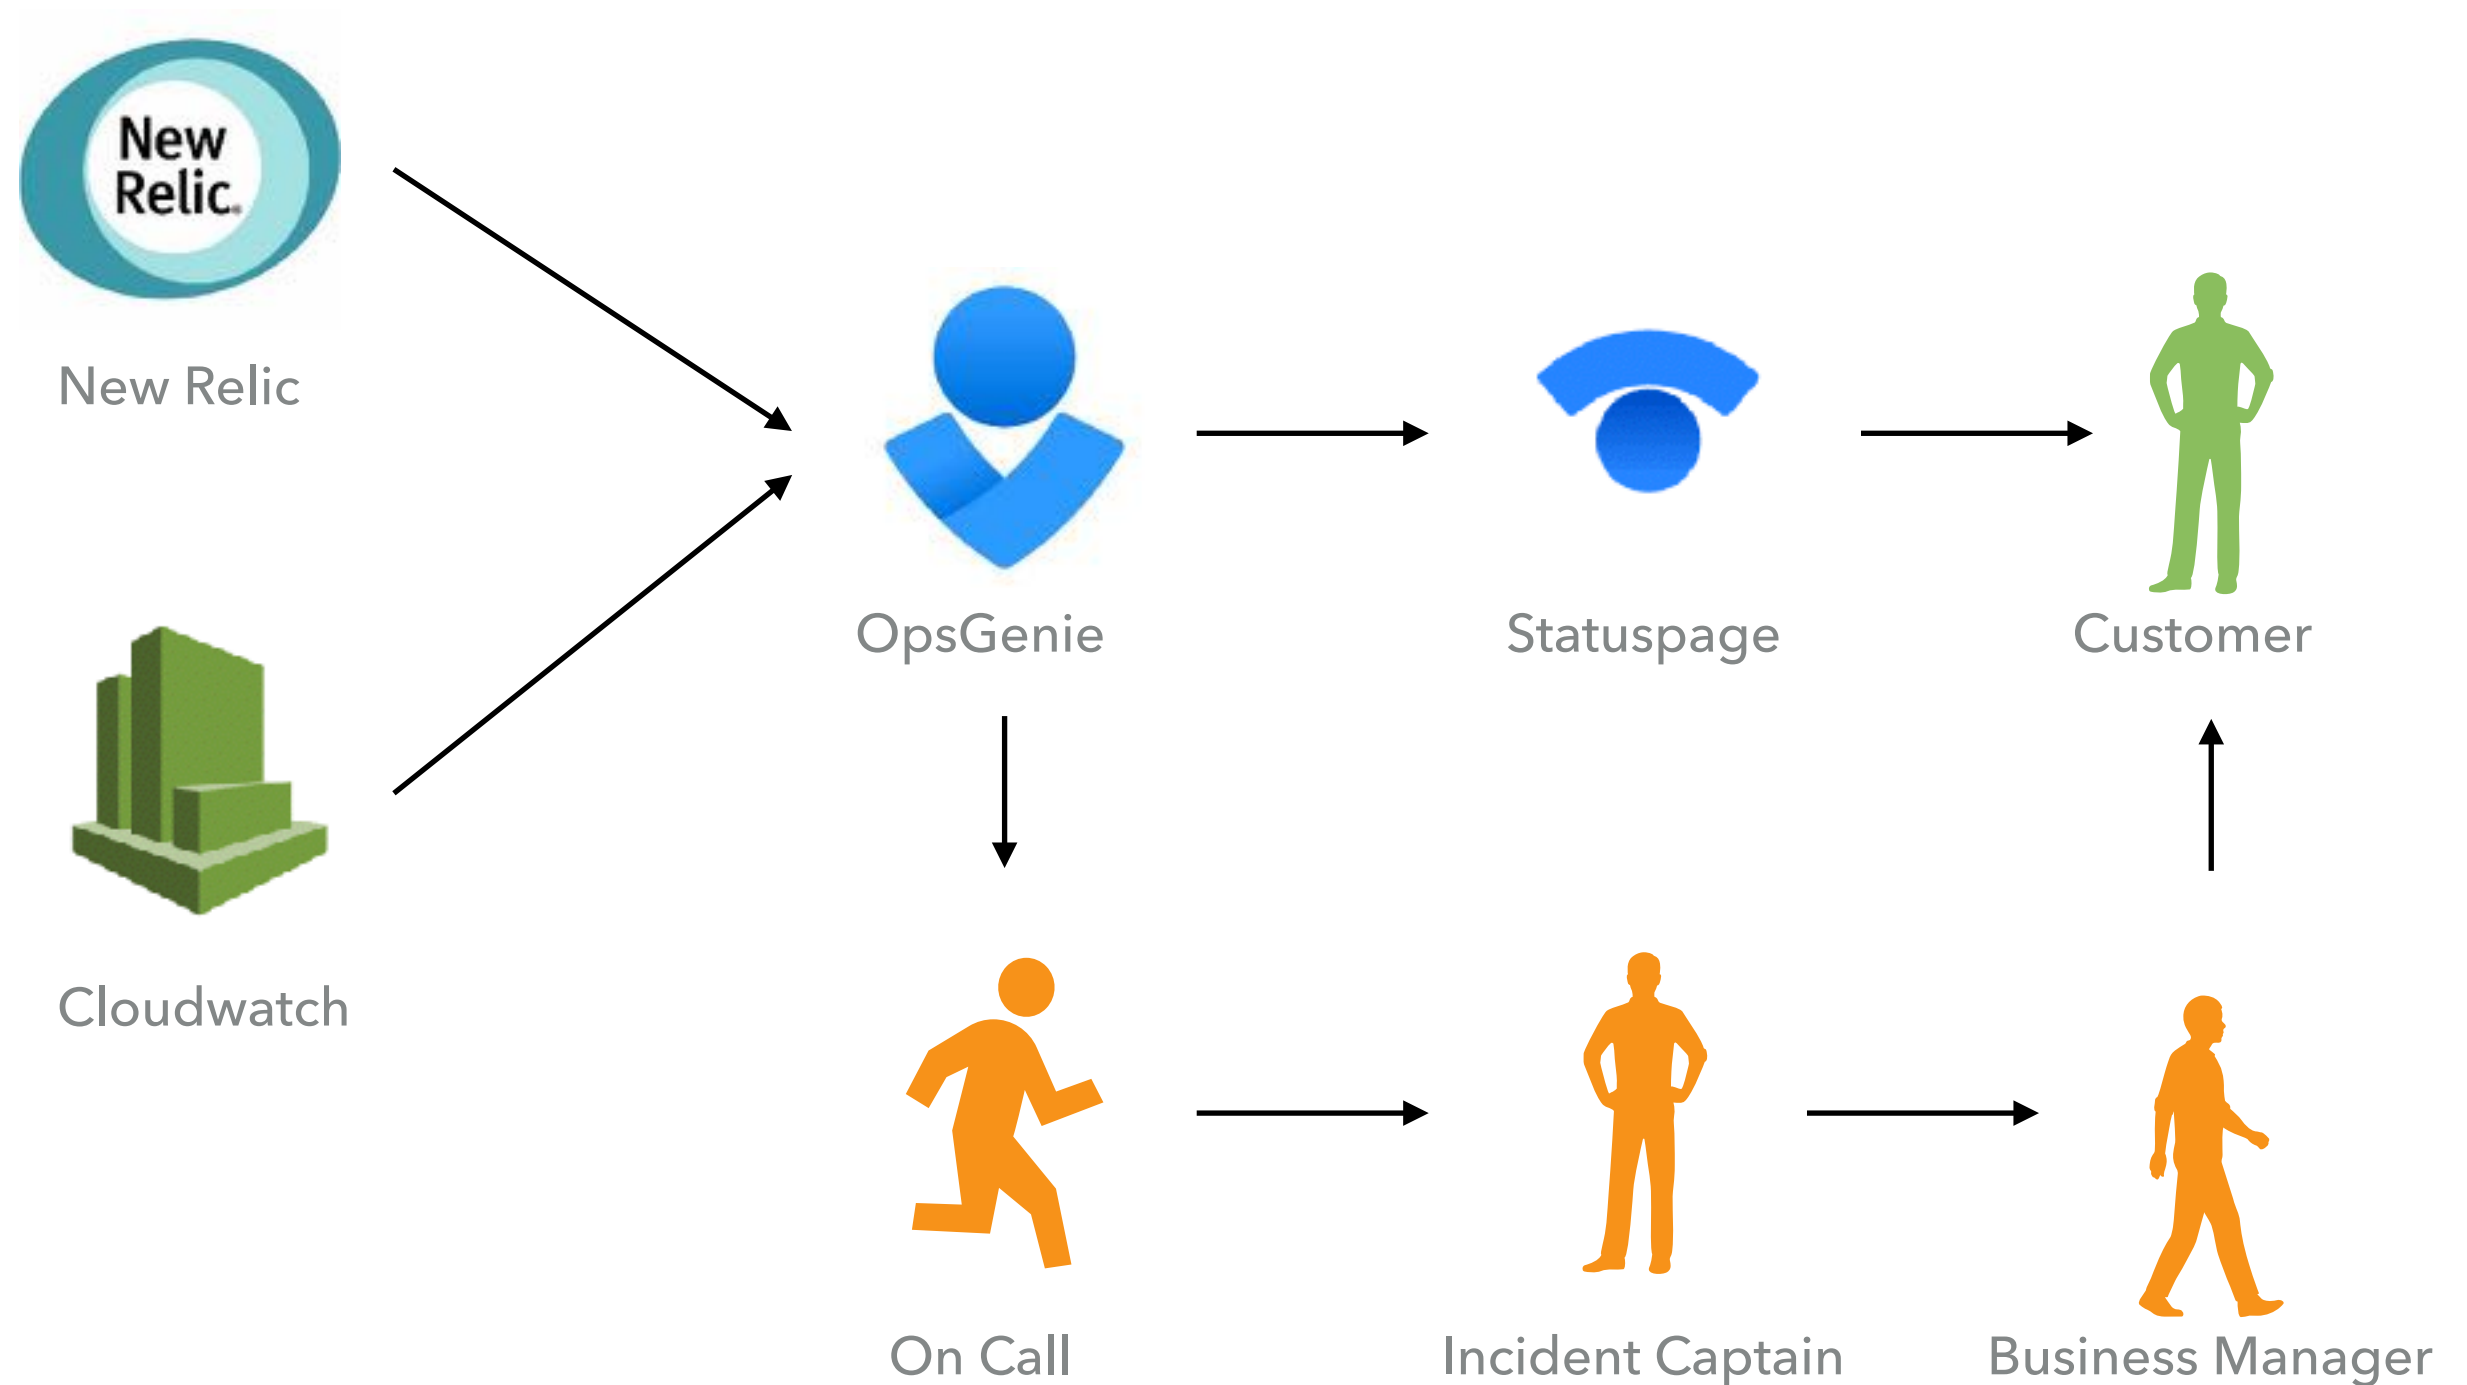 New
Relic
New Relic
OpsGenie
Statuspage
Customer
Cloudwatch
On Call
Incident Captain
Business Manager